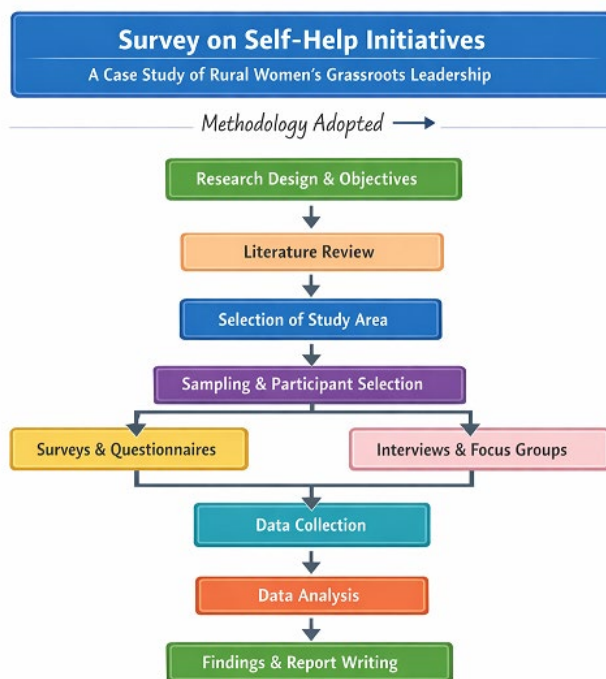 Survey on Self-Help Initiatives
A Case Study of Rural Women's Grassroots Leadership
Methodology Adopted
Research Design & Objectives
Literature Review
Selection of Study Area
Sampling & Participant Selection
Surveys & Questionnaires
Interviews & Focus Groups
Data Collection
Data Analysis
Findings & Report Writing